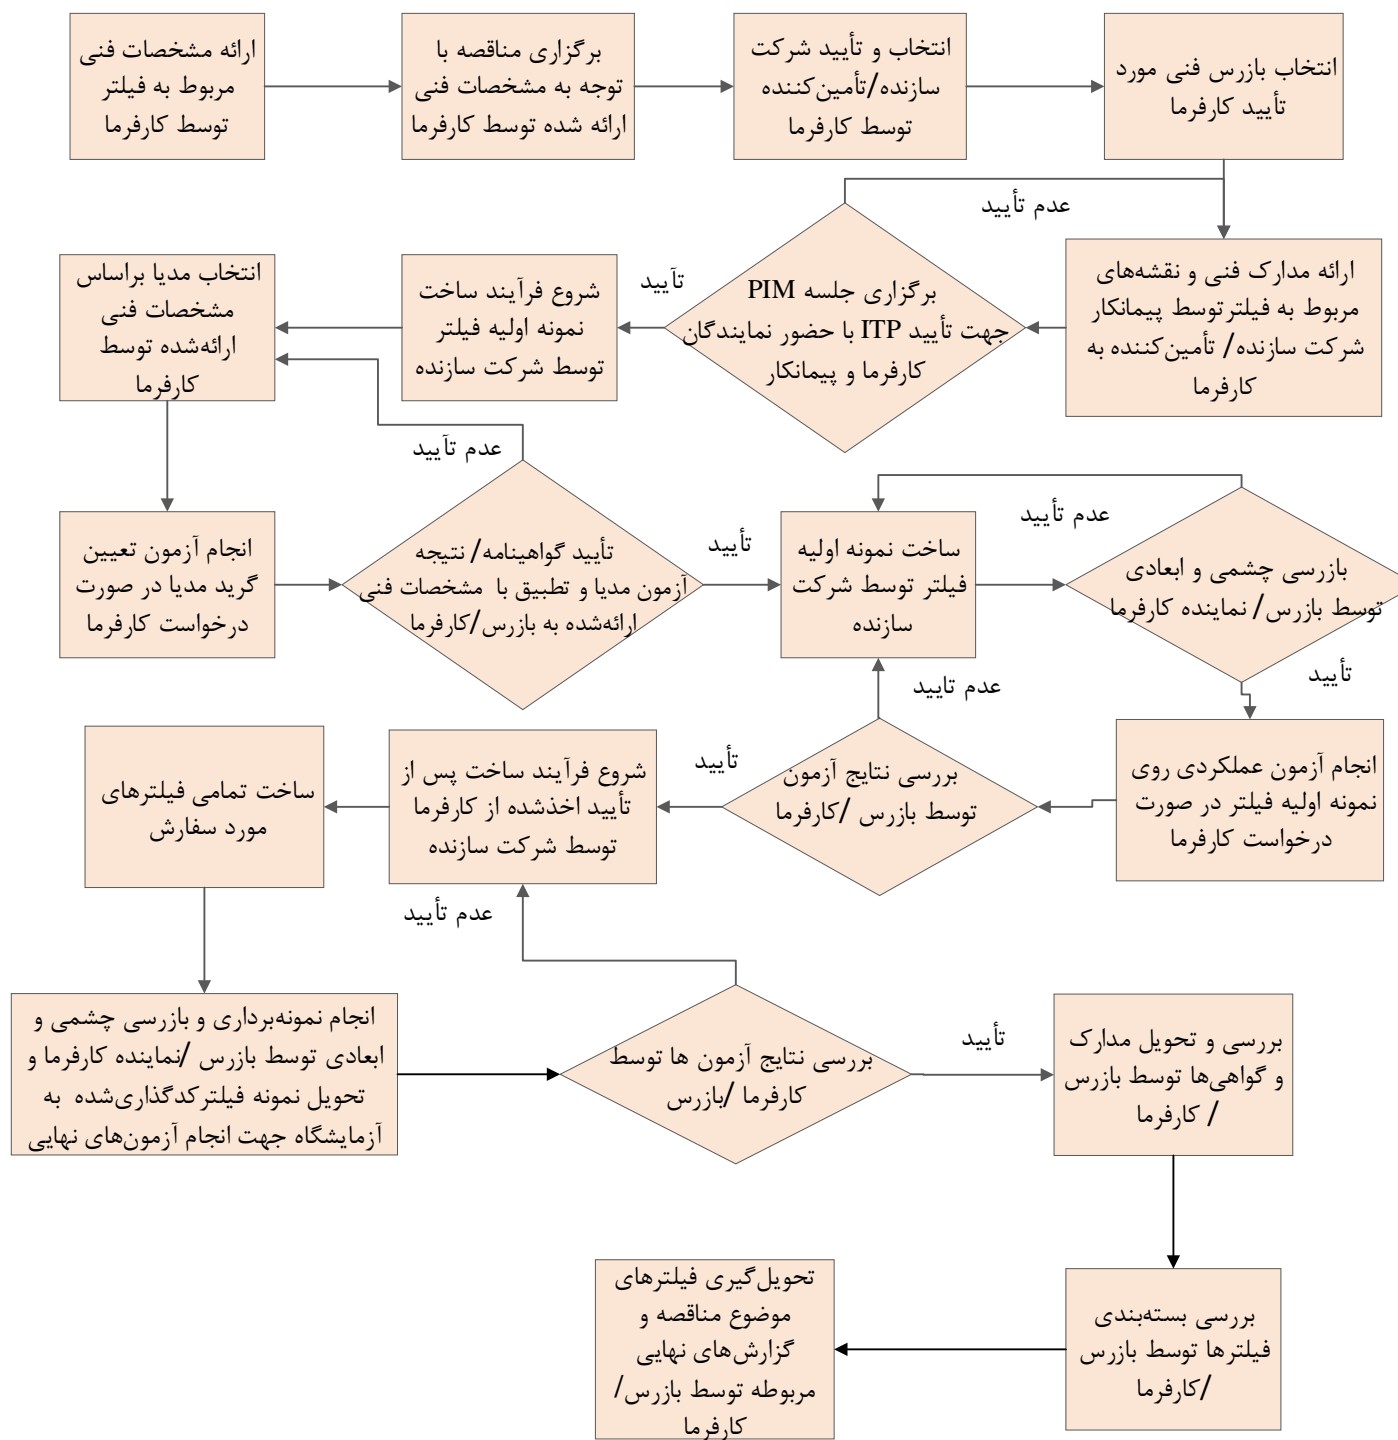 ارائه مشخصات فنی
مربوط به فیلتر
توسط کارفرما
برگزاری مناقصه با
توجه به مشخصات فنی
ارائه شده توسط کارفرما
انتخاب و تأیید شرکت
سازنده/تأمین‌کننده
توسط کارفرما
انتخاب بازرس فنی مورد
تأیید کارفرما
عدم تأیید
ارائه مدارک فنی و نقشه‌های
مربوط به فیلتر توسط پیمانکار
شرکت سازنده/ تأمین‌کننده به
کارفرما
برگزاری جلسه PIM
جهت تأیید ITP با حضور نمایندگان
کارفرما و پیمانکار
تأیید
شروع فرآیند ساخت
نمونه اولیه فیلتر
توسط شرکت سازنده
انتخاب مدیا براساس
مشخصات فنی
ارائه‌شده توسط
کارفرما
عدم تأیید
انجام آزمون تعیین
گرید مدیا در صورت
درخواست کارفرما
تأیید گواهینامه/ نتیجه
آزمون مدیا و تطبیق با مشخصات فنی
ارائه‌شده به بازرس/کارفرما
تأیید
ساخت نمونه اولیه
فیلتر توسط شرکت
سازنده
عدم تأیید
بازرسی چشمی و ابعادی
توسط بازرس/ نماینده کارفرما
تأیید
انجام آزمون عملکردی روی
نمونه اولیه فیلتر در صورت
درخواست کارفرما
عدم تایید
بررسی نتایج آزمون
توسط بازرس /کارفرما
تأیید
شروع فرآیند ساخت پس از
تأیید اخذشده از کارفرما
توسط شرکت سازنده
ساخت تمامی فیلترهای
مورد سفارش
عدم تأیید
انجام نمونه‌برداری و بازرسی چشمی و
ابعادی توسط بازرس /نماینده کارفرما و
تحویل نمونه فیلترکدگذاری‌شده به
آزمایشگاه جهت انجام آزمون‌های نهایی
بررسی نتایج آزمون ها توسط
کارفرما /بازرس
تأیید
بررسی و تحویل مدارک
و گواهی‌ها توسط بازرس
/ کارفرما
بررسی بسته‌بندی
فیلترها توسط بازرس
/کارفرما
تحویل‌گیری فیلترهای
موضوع مناقصه و
گزارش‌های نهایی
مربوطه توسط بازرس/
کارفرما